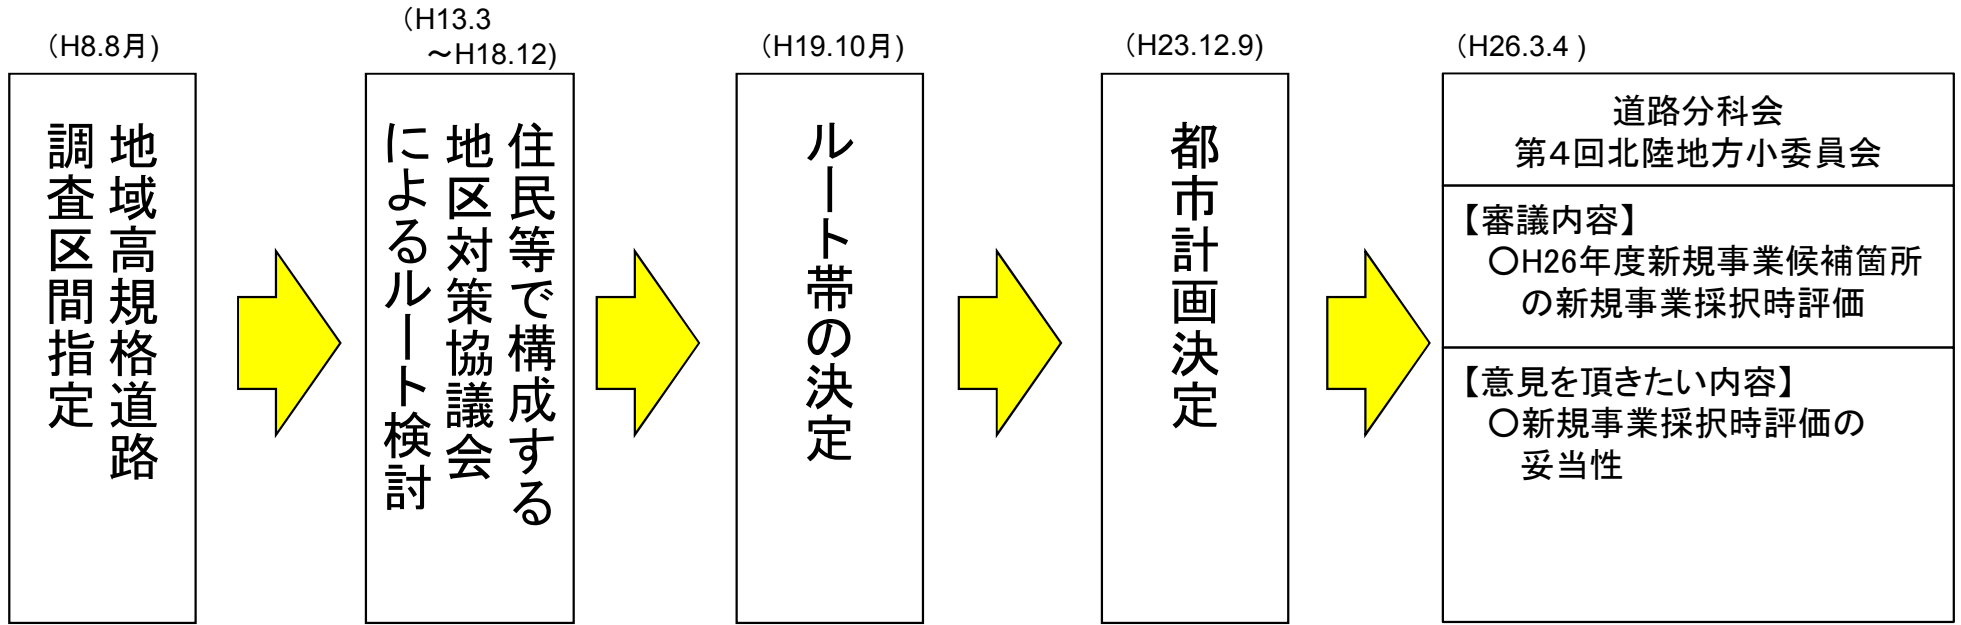 （H8.8月）
地域高規格道路
調査区間指定
（H13.3
～H18.12)
住民等で構成する
地区対策協議会
によるルート検討
（H19.10月）
ルート帯の決定
（H23.12.9)
都市計画決定
（H26.3.4 )
道路分科会
第４回北陸地方小委員会
【審議内容】
○H26年度新規事業候補箇所
の新規事業採択時評価
【意見を頂きたい内容】
○新規事業採択時評価の
妥当性